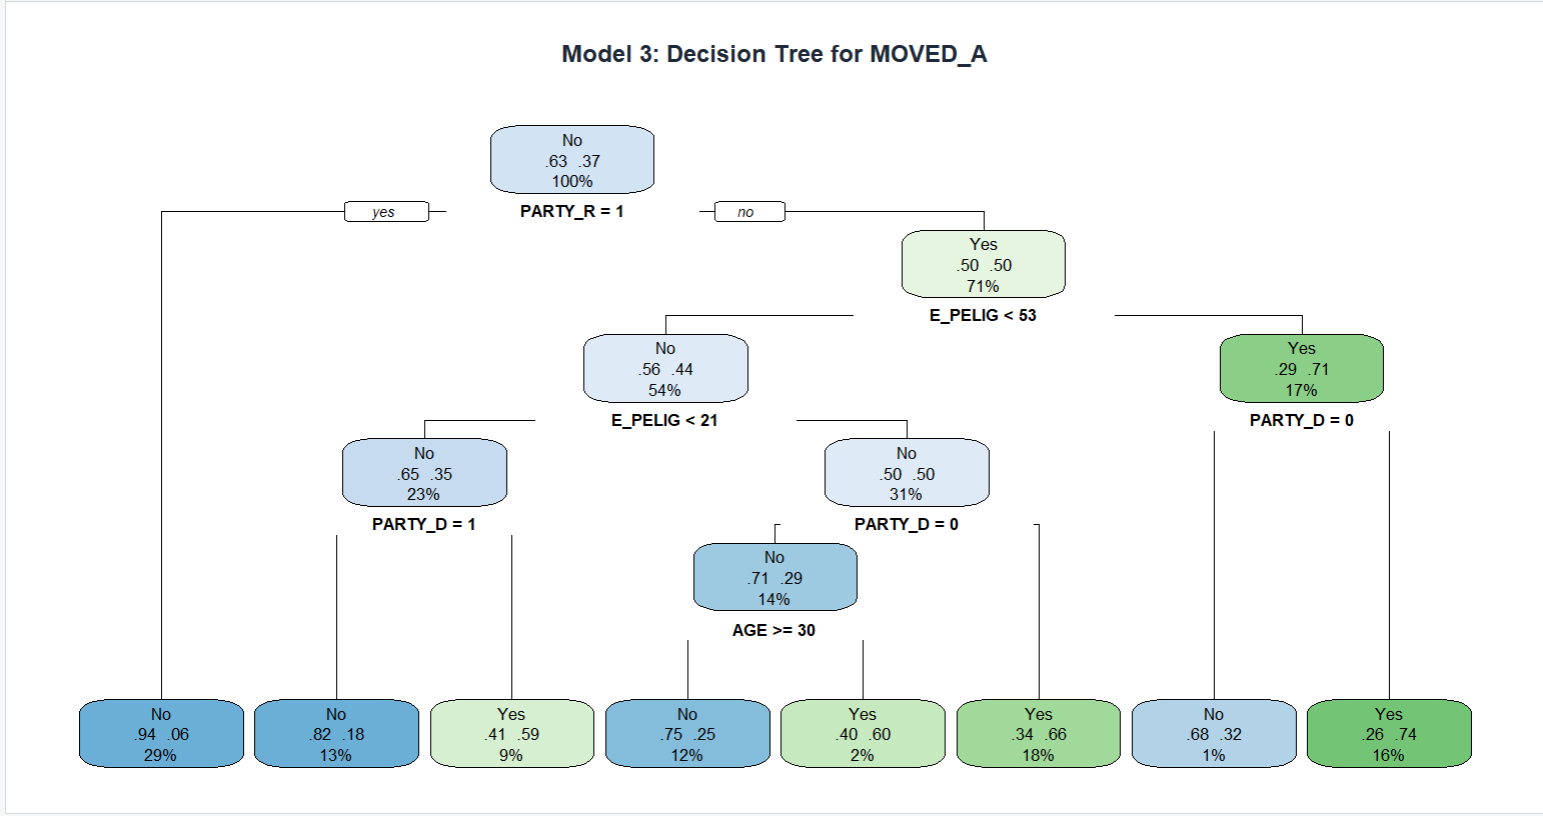 Model 3: Decision Tree for MOVED_A
No
.63 .37
100%
yes
PARTY_R = 1
no
Yes
.50 .50
71%
E_PELIG < 53
No
.56 .44
54%
E_PELIG < 21
Yes
.29 .71
17%
PARTY_D = 0
No
.65 .35
23%
PARTY_D = 1
No
.50 .50
31%
PARTY_D = 0
No
.71 .29
14%
AGE >= 30
No
.94 .06
29%
No
.82 .18
13%
Yes
.41 .59
9%
No
.75 .25
12%
Yes
.40 .60
2%
Yes
.34 .66
18%
No
.68 .32
1%
Yes
.26 .74
16%